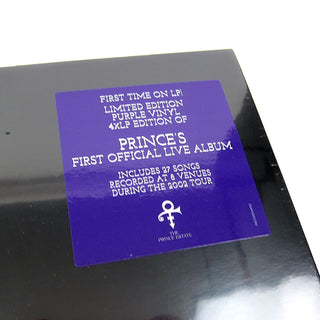 FIRST TIME ON LP!
LIMITED EDITION
PURPLE VINYL
4XLP EDITION OF
PRINCE'S
FIRST OFFICIAL LIVE ALBUM
INCLUDES 27 SONGS
RECORDED AT 8 VENUES
DURING THE 2002 TOUR
THE
PRINCE ESTATE